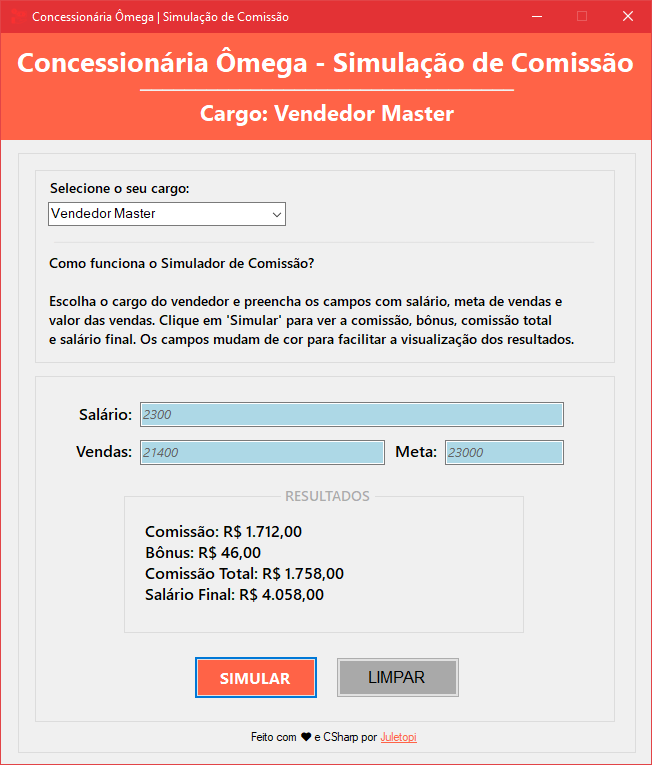 Concessionária Ômega | Simulação de Comissão
Concessionária Ômega - Simulação de Comissão
Cargo: Vendedor Master
Selecione o seu cargo:
Vendedor Master
Como funciona o Simulador de Comissão?
Escolha o cargo do vendedor e preencha os campos com salário, meta de vendas e
valor das vendas. Clique em 'Simular' para ver a comissão, bônus, comissão total
e salário final. Os campos mudam de cor para facilitar a visualização dos resultados.
Salário: 2300
Vendas: 21400 Meta: 23000
RESULTADOS
Comissão: R$ 1.712,00
Bônus: R$ 46,00
Comissão Total: R$ 1.758,00
Salário Final: R$ 4.058,00
SIMULAR LIMPAR
Feito com ❤ e CSharp por Juletopi